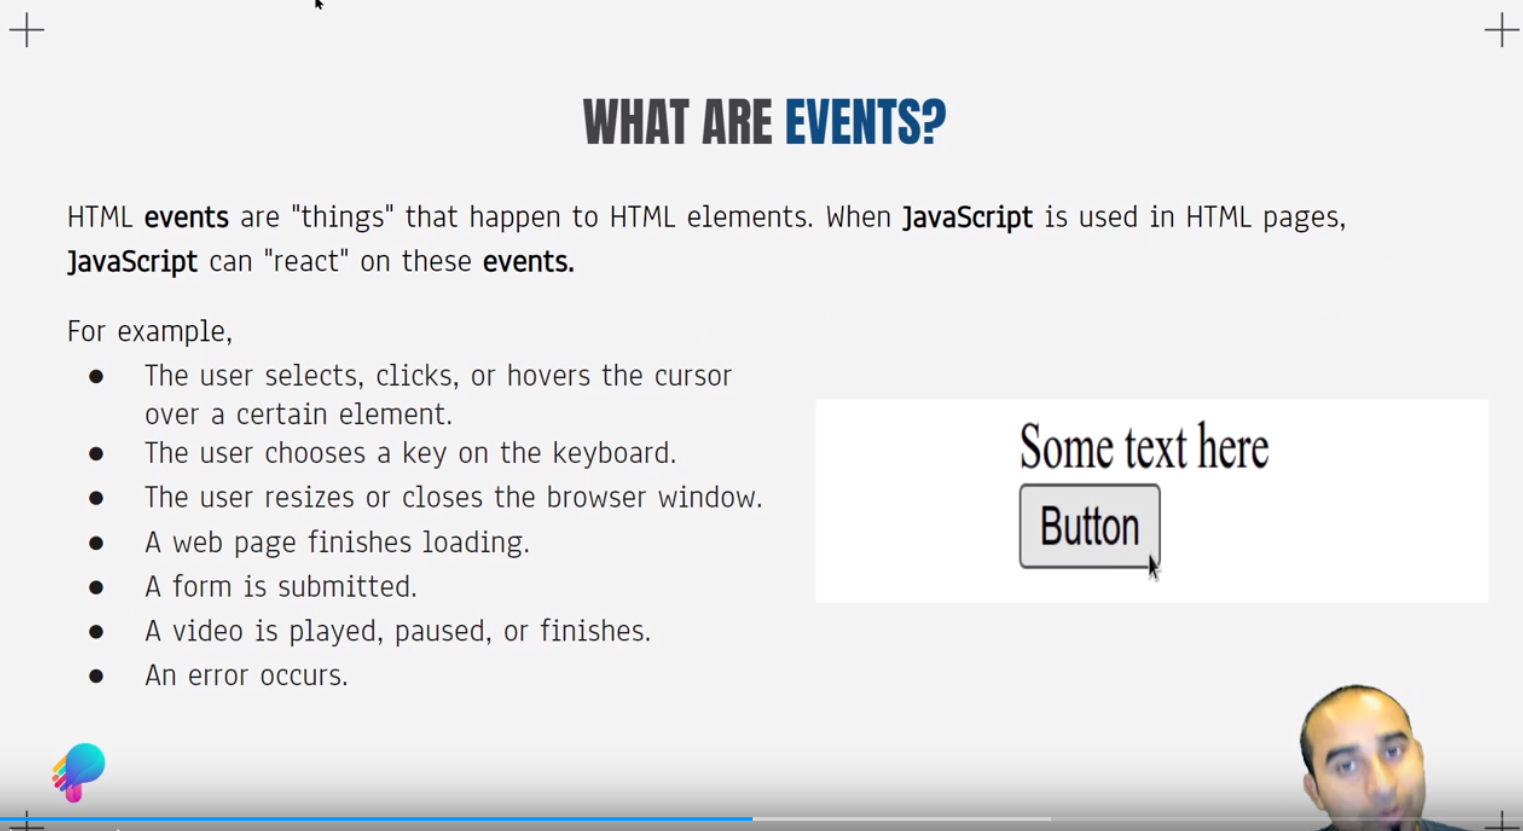 WHAT ARE EVENTS?
HTML events are "things" that happen to HTML elements. When JavaScript is used in HTML pages,
JavaScript can "react" on these events.
For example,
● The user selects, clicks, or hovers the cursor
over a certain element.
● The user chooses a key on the keyboard.
● The user resizes or closes the browser window.
● A web page finishes loading.
● A form is submitted.
● A video is played, paused, or finishes.
● An error occurs.
Some text here
Button